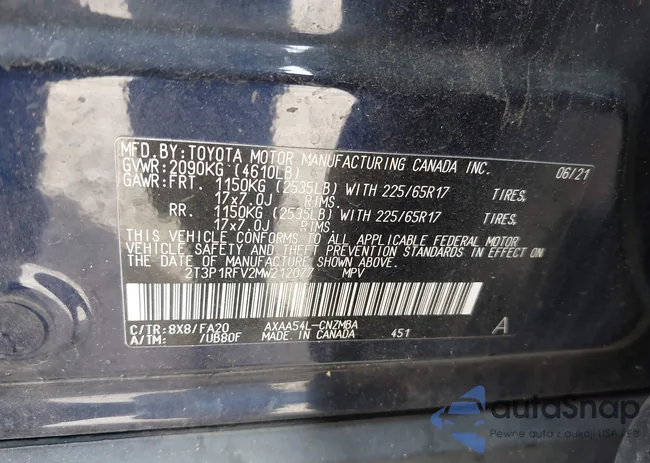 MFD. BY: TOYOTA MOTOR MANUFACTURING CANADA INC. 06/21
GVWR: 2090KG (4610LB)
GAWR: FRT. 1150KG (2535LB) WITH 225/65R17 TIRES,
17x7.0J RIMS.
RR. 1150KG (2535LB) WITH 225/65R17 TIRES,
17x7.0J RIMS.
THIS VEHICLE CONFORMS TO ALL APPLICABLE FEDERAL MOTOR
VEHICLE SAFETY AND THEFT PREVENTION STANDARDS IN EFFECT ON
THE DATE OF MANUFACTURE SHOWN ABOVE.
2T3P1RFV2MW212077 MPV
C/TR: 8X8/FA20 AXAA54L-CNZMBA A
A/TM: /UB80F MADE IN CANADA 451
autoSnap
Pewne auta z aukcji USA i EU